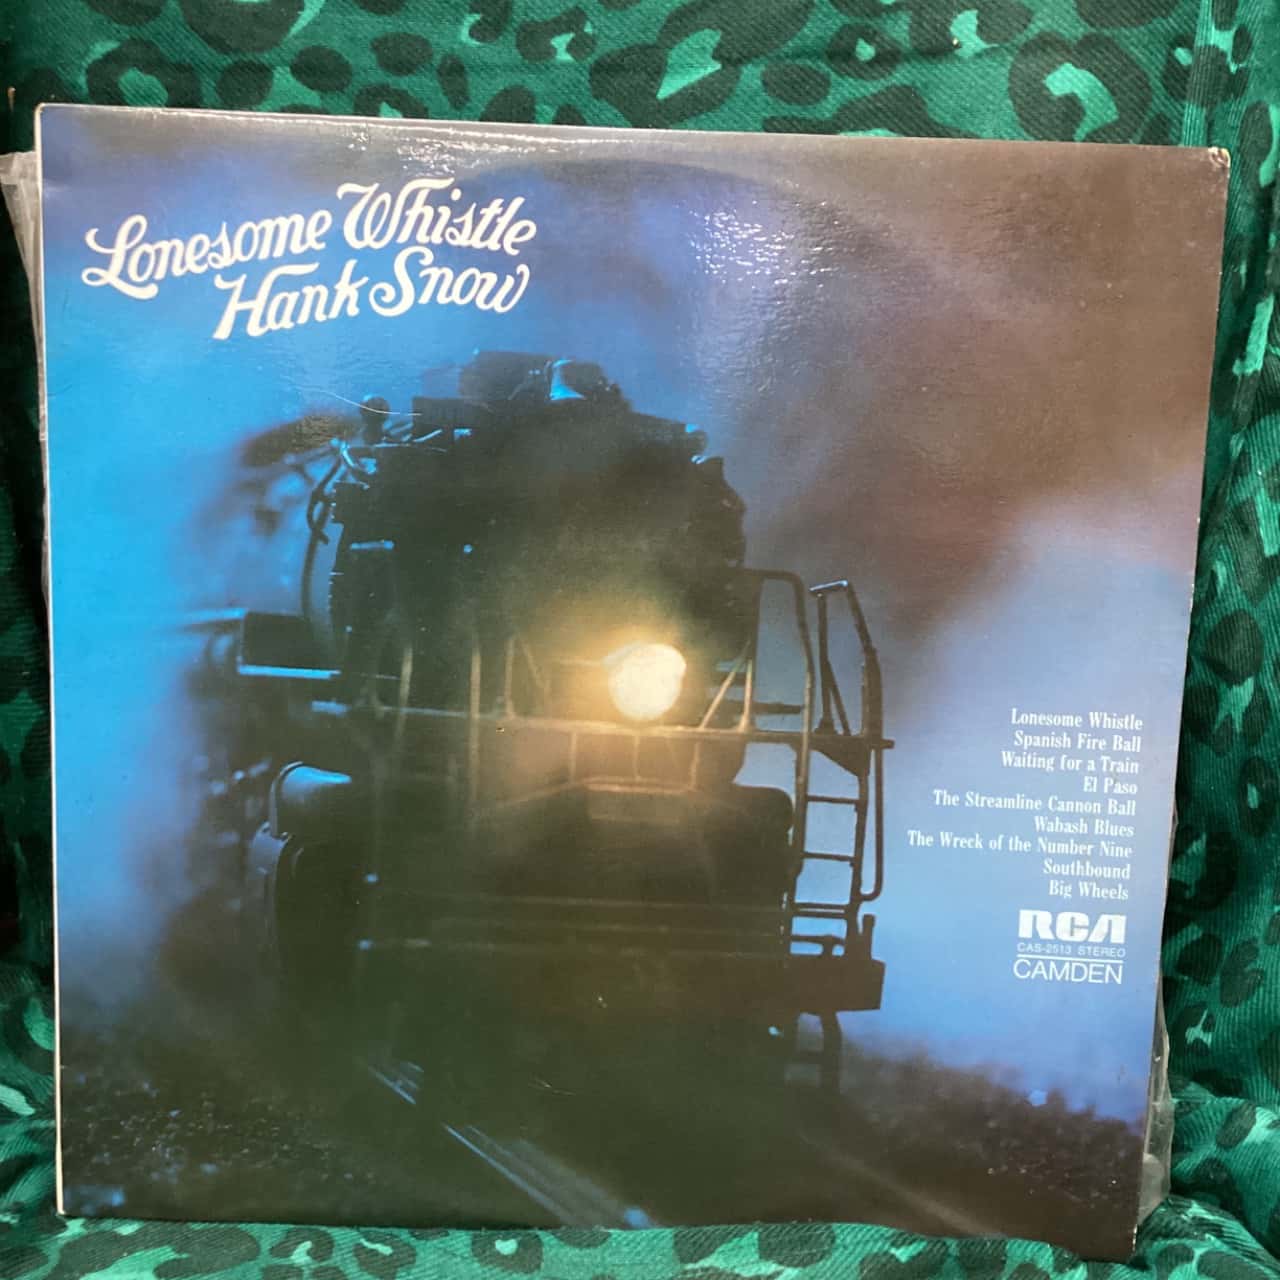 Lonesome Whistle
Hank Snow
Lonesome Whistle
Spanish Fire Ball
Waiting for a Train
El Paso
The Streamline Cannon Ball
Wabash Blues
The Wreck of the Number Nine
Southbound
Big Wheels
RCA
CAS-2513 STEREO
CAMDEN